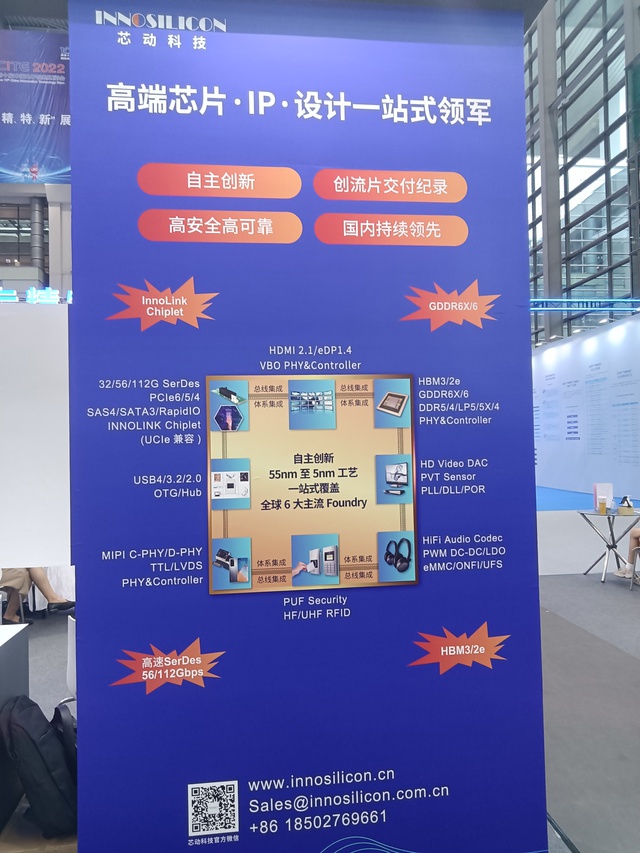 INNOSILICON
芯动科技
CITE 2022
精.特.新"展
高端芯片·IP·设计一站式领军
自主创新
创流片交付纪录
高安全高可靠
国内持续领先
InnoLink
Chiplet
GDDR6X/6
HDMI 2.1/eDP1.4
VBO PHY&Controller
32/56/112G SerDes
PCIe6/5/4
SAS4/SATA3/RapidIO
INNOLINK Chiplet
(UCIe 兼容)
总线集成
体系集成
总线集成
体系集成
HBM3/2e
GDDR6X/6
DDR5/4/LP5/5X/4
PHY&Controller
自主创新
55nm 至 5nm 工艺
一站式覆盖
全球 6 大主流 Foundry
USB4/3.2/2.0
OTG/Hub
HD Video DAC
PVT Sensor
PLL/DLL/POR
MIPI C-PHY/D-PHY
TTL/LVDS
PHY&Controller
体系集成
总线集成
体系集成
总线集成
HiFi Audio Codec
PWM DC-DC/LDO
eMMC/ONFI/UFS
PUF Security
HF/UHF RFID
高速SerDes
56/112Gbps
HBM3/2e
www.innosilicon.cn
Sales@innosilicon.com.cn
+86 18502769661
芯动科技官方微信